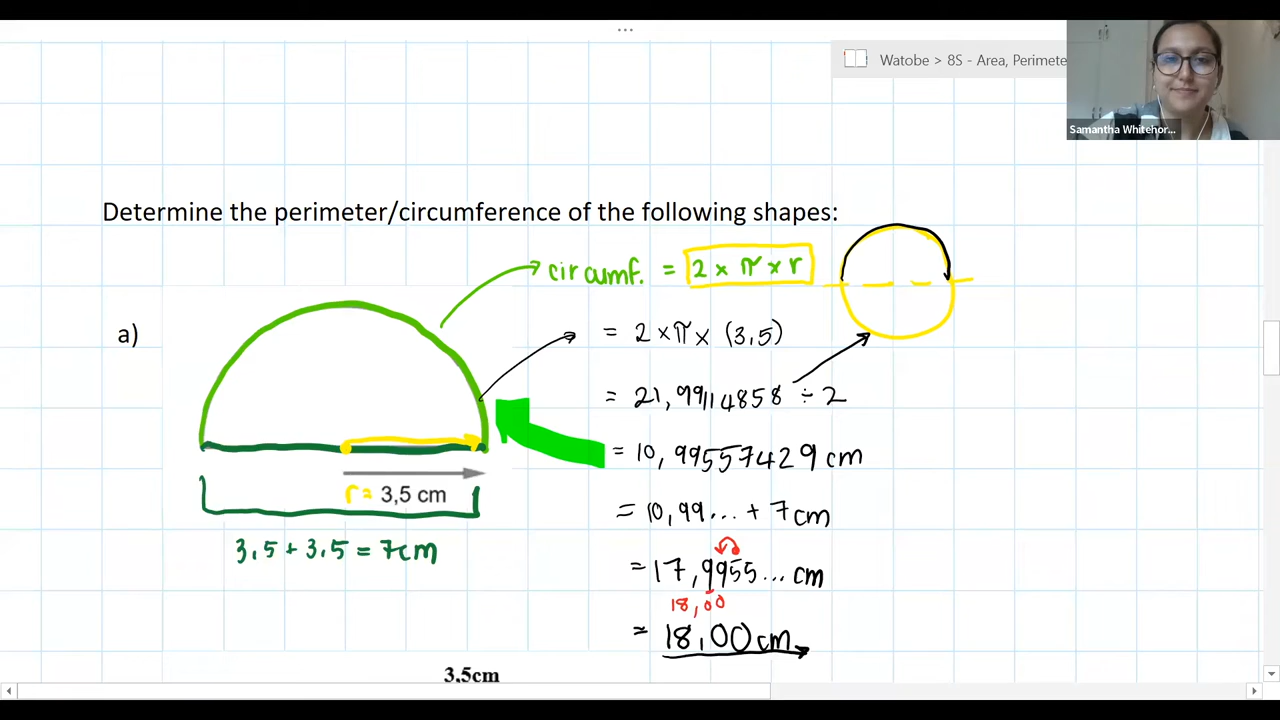 ...
Watobe > 8S - Area, Perimete
Samantha Whitehor...
Determine the perimeter/circumference of the following shapes:
circumf. = 2 × π × r
a)
= 2 × π × (3,5)
= 21,99114858 ÷ 2
= 10,99557429 cm
r = 3,5 cm
= 10,99... + 7cm
3,5 + 3,5 = 7cm
= 17,9955... cm
18,00
= 18,00 cm
3,5cm